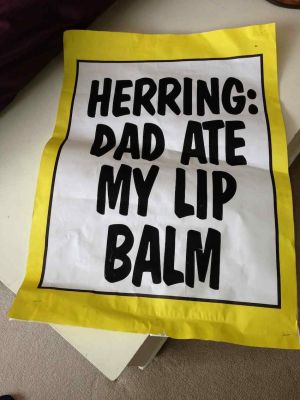 HERRING:
DAD ATE
MY LIP
BALM